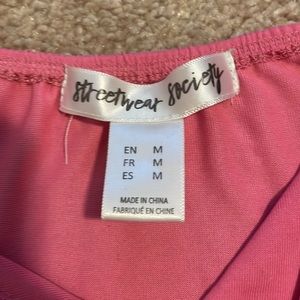 streetwear society
EN M
FR M
ES M
MADE IN CHINA
FABRIQUÉ EN CHINE